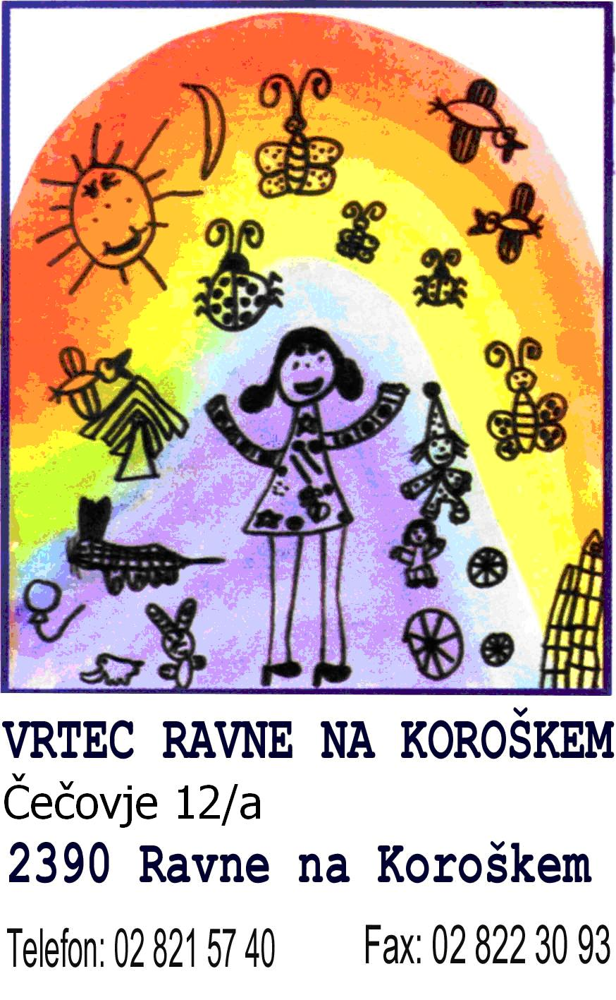 VRTEC RAVNE NA KOROŠKEM
Čečovje 12/a
2390 Ravne na Koroškem
Telefon: 02 821 57 40 Fax: 02 822 30 93